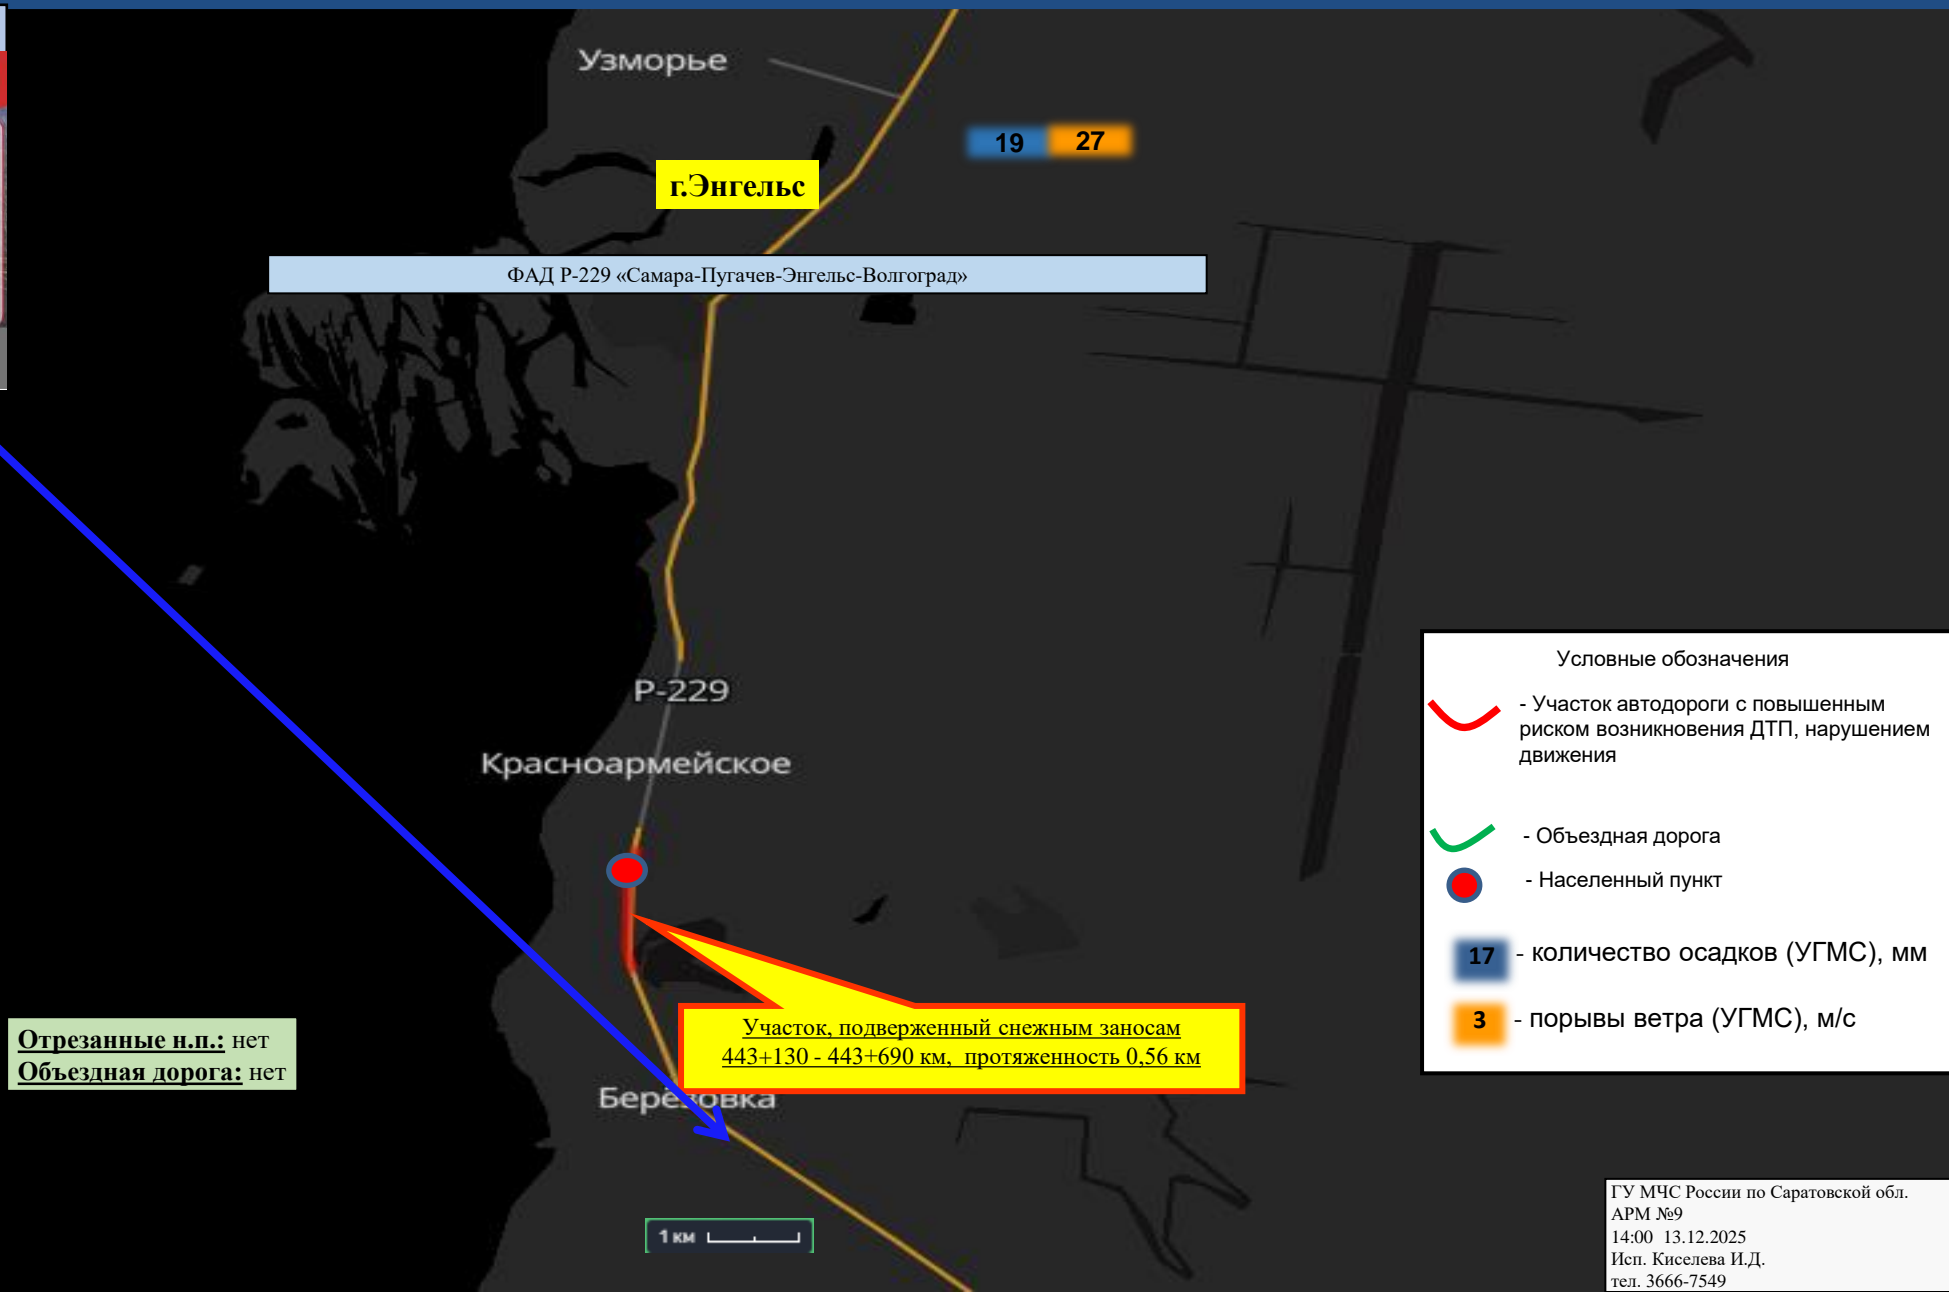 Узморье
19 27
г.Энгельс
ФАД Р-229 «Самара-Пугачев-Энгельс-Волгоград»
Р-229
Красноармейское
Участок, подверженный снежным заносам
443+130 - 443+690 км, протяженность 0,56 км
Берёзовка
1 км
Отрезанные н.п.: нет
Объездная дорога: нет
Условные обозначения
- Участок автодороги с повышенным
риском возникновения ДТП, нарушением
движения
- Объездная дорога
- Населенный пункт
17 - количество осадков (УГМС), мм
3 - порывы ветра (УГМС), м/с
ГУ МЧС России по Саратовской обл.
АРМ №9
14:00 13.12.2025
Исп. Киселева И.Д.
тел. 3666-7549